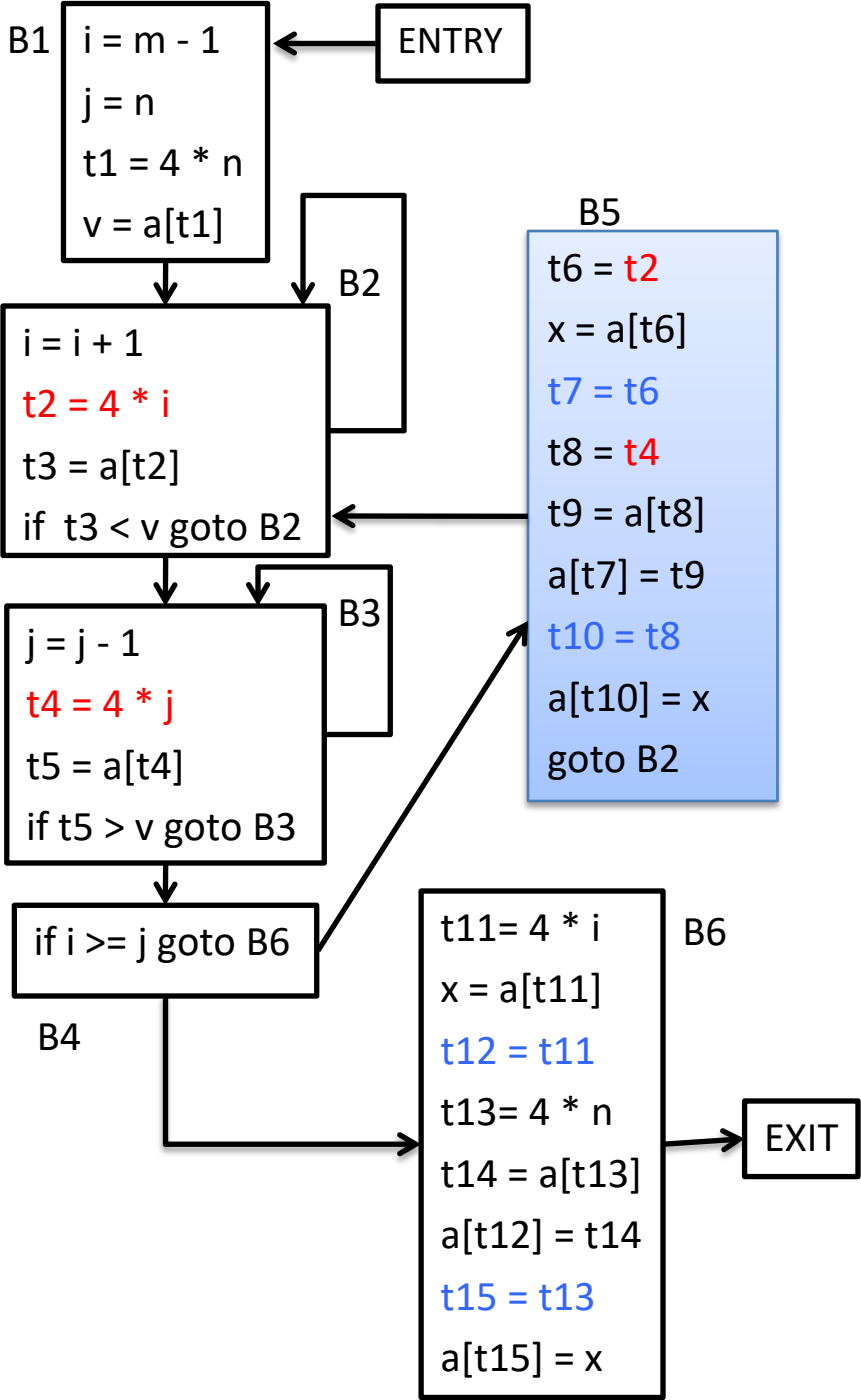 B1
i = m - 1
j = n
t1 = 4 * n
v = a[t1]
ENTRY
B2
i = i + 1
t2 = 4 * i
t3 = a[t2]
if t3 < v goto B2
B3
j = j - 1
t4 = 4 * j
t5 = a[t4]
if t5 > v goto B3
if i >= j goto B6
B4
B5
t6 = t2
x = a[t6]
t7 = t6
t8 = t4
t9 = a[t8]
a[t7] = t9
t10 = t8
a[t10] = x
goto B2
B6
t11= 4 * i
x = a[t11]
t12 = t11
t13= 4 * n
t14 = a[t13]
a[t12] = t14
t15 = t13
a[t15] = x
EXIT